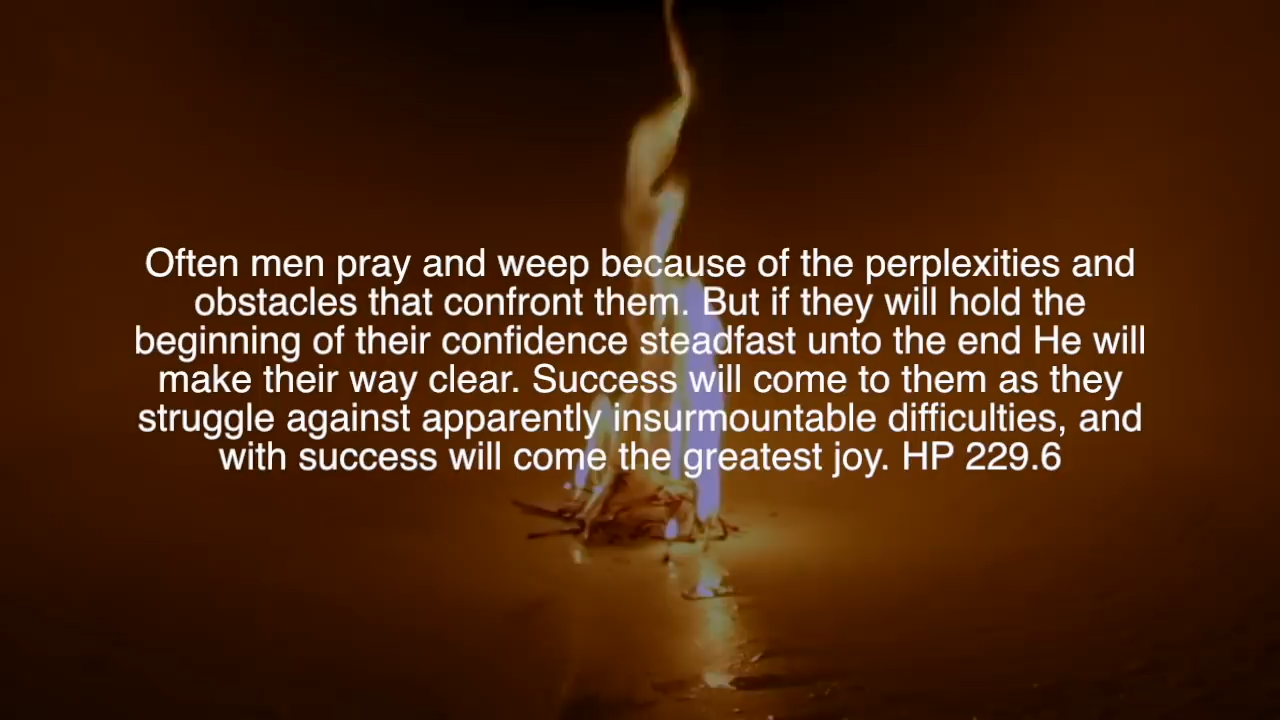 Often men pray and weep because of the perplexities and
obstacles that confront them. But if they will hold the
beginning of their confidence steadfast unto the end He will
make their way clear. Success will come to them as they
struggle against apparently insurmountable difficulties, and
with success will come the greatest joy. HP 229.6